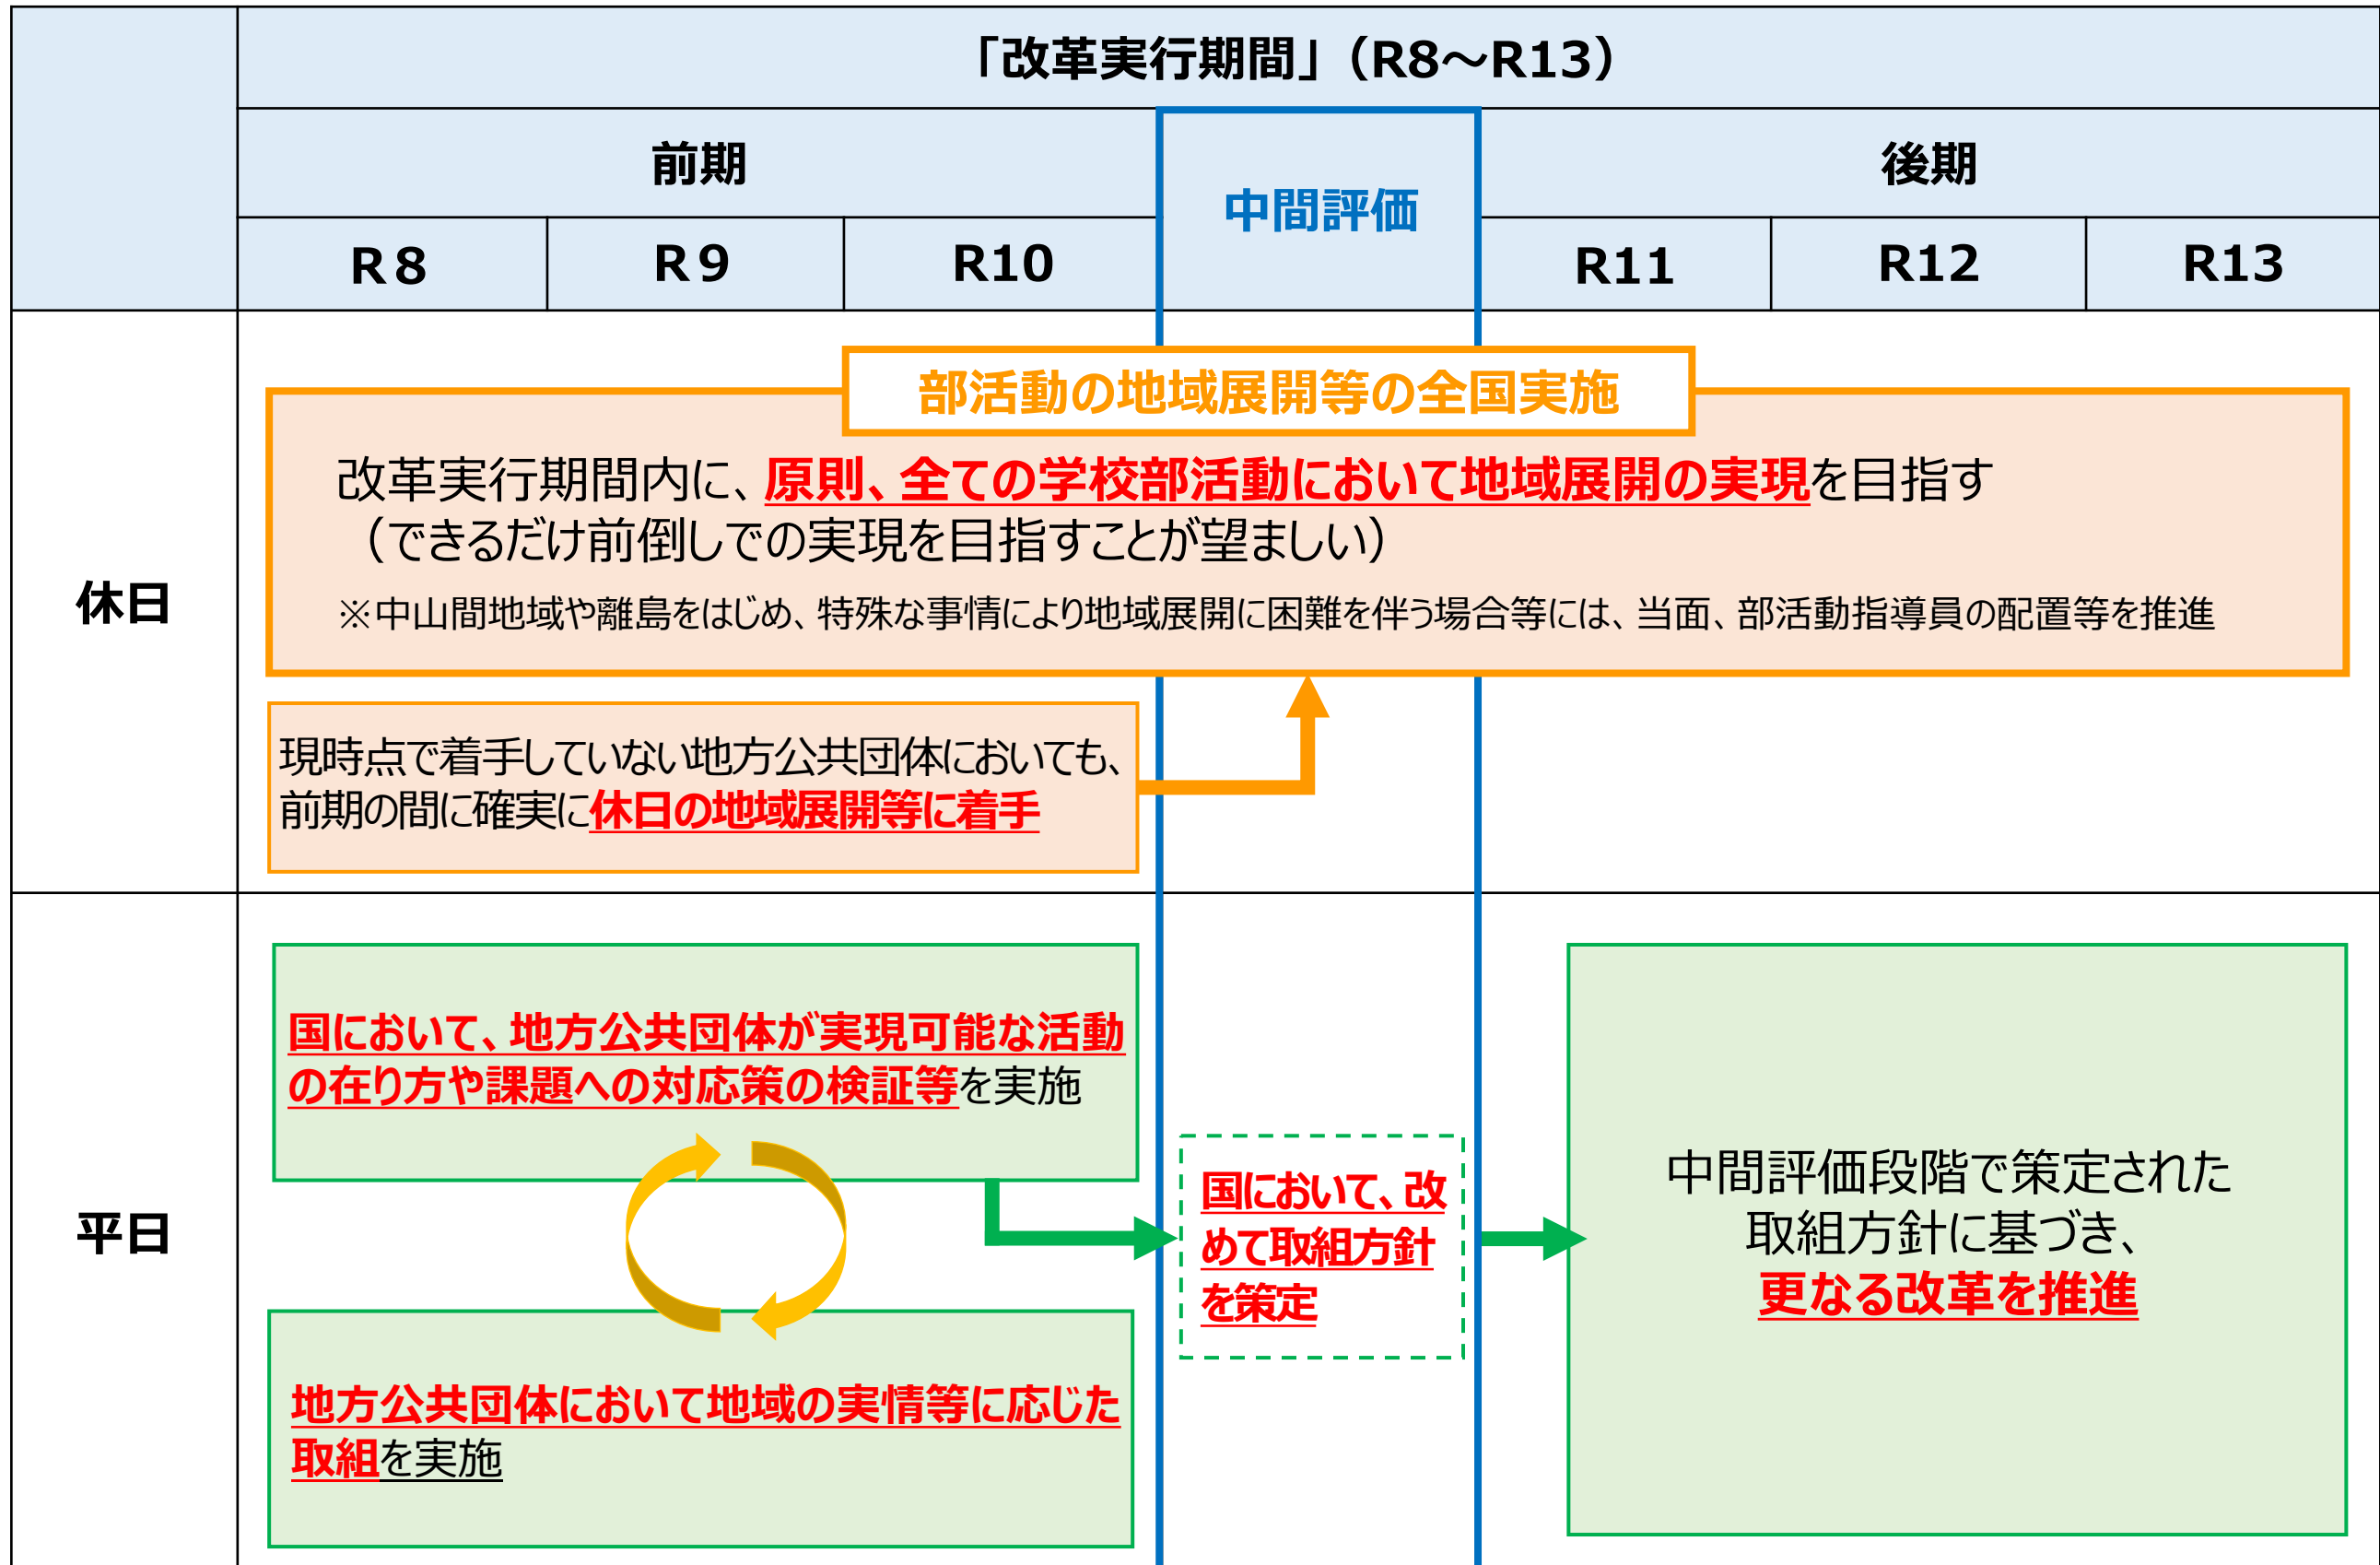 「改革実行期間」（R8～R13）
前期
中間評価
後期
R８
R９
R10
R11
R12
R13
部活動の地域展開等の全国実施
休日
改革実行期間内に、原則、全ての学校部活動において地域展開の実現を目指す
（できるだけ前倒しでの実現を目指すことが望ましい）
※中山間地域や離島をはじめ、特殊な事情により地域展開に困難を伴う場合等には、当面、部活動指導員の配置等を推進
現時点で着手していない地方公共団体においても、
前期の間に確実に休日の地域展開等に着手
平日
国において、地方公共団体が実現可能な活動
の在り方や課題への対応策の検証等を実施
地方公共団体において地域の実情等に応じた
取組を実施
国において、改
めて取組方針
を策定
中間評価段階で策定された
取組方針に基づき、
更なる改革を推進